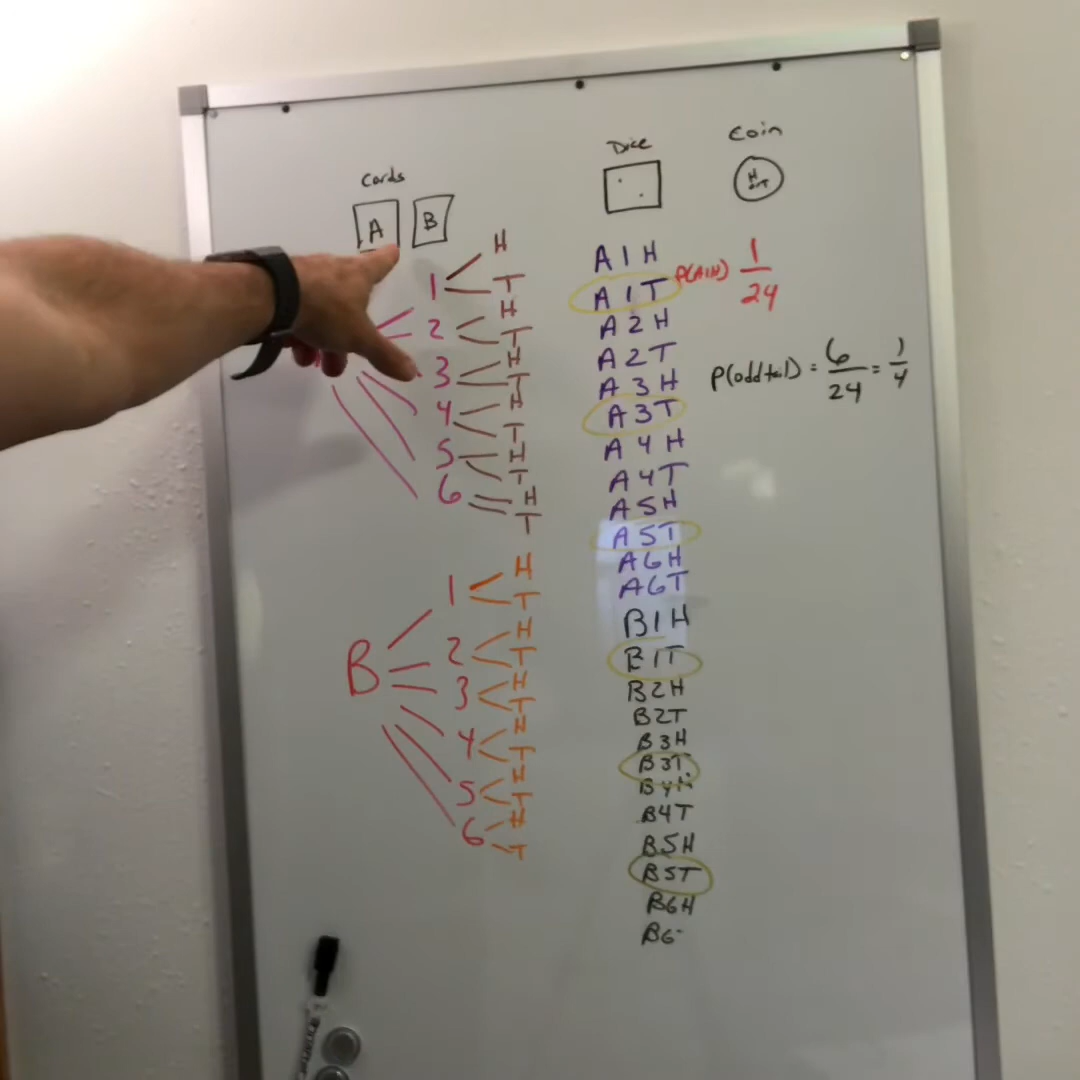 Cards
Dice
Coin
A B
H
or T
1 H
T
2 H
T
3 H
T
4 H
T
5 H
T
6 H
T
B
1 H
T
2 H
T
3 H
T
4 H
T
5 H
T
6 H
T
A1H
A1T
A2H
A2T
A3H
A3T
A4H
A4T
A5H
A5T
A6H
A6T
B1H
B1T
B2H
B2T
B3H
B3T
B4H
B4T
B5H
B5T
B6H
B6
P(A1H) 1
24
P(odd tail) = 6 = 1
24 4